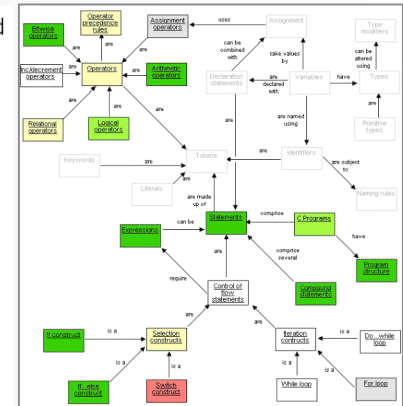 d
Bitwise
operators
Operator
precedence
rules
Assignment
operators
uses
Assignment
Type
modifiers
are
are
are
can be
combined
with
take values
by
can be
altered
using
Inc/decrement
operators
are
Operators
are
Arithmetic
operators
Declaration
statements
are
declared
with
Variables
have
Types
are
are
are
are
are
are named
using
Relational
operators
Logical
operators
Primitive
types
Keywords
are
Tokens
are
Identifiers
are subject
to
Literals
are
are made
up of
Naming rules
Expressions
can be
Statements
comprise
C Programs
have
are
comprise
several
Program
structure
require
Control of
flow
statements
Compound
statements
are
are
If construct
is a
Selection
constructs
Iteration
contructs
is a
Do...while
loop
is a
is a
is a
is a
If...else
construct
Switch
construct
While loop
For loop